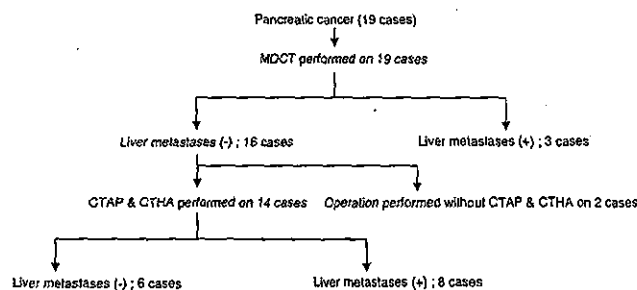 Pancreatic cancer (19 cases)
MDCT performed on 19 cases
Liver metastases (-) ; 16 cases
Liver metastases (+) ; 3 cases
CTAP & CTHA performed on 14 cases
Operation performed without CTAP & CTHA on 2 cases
Liver metastases (-) ; 6 cases
Liver metastases (+) ; 8 cases